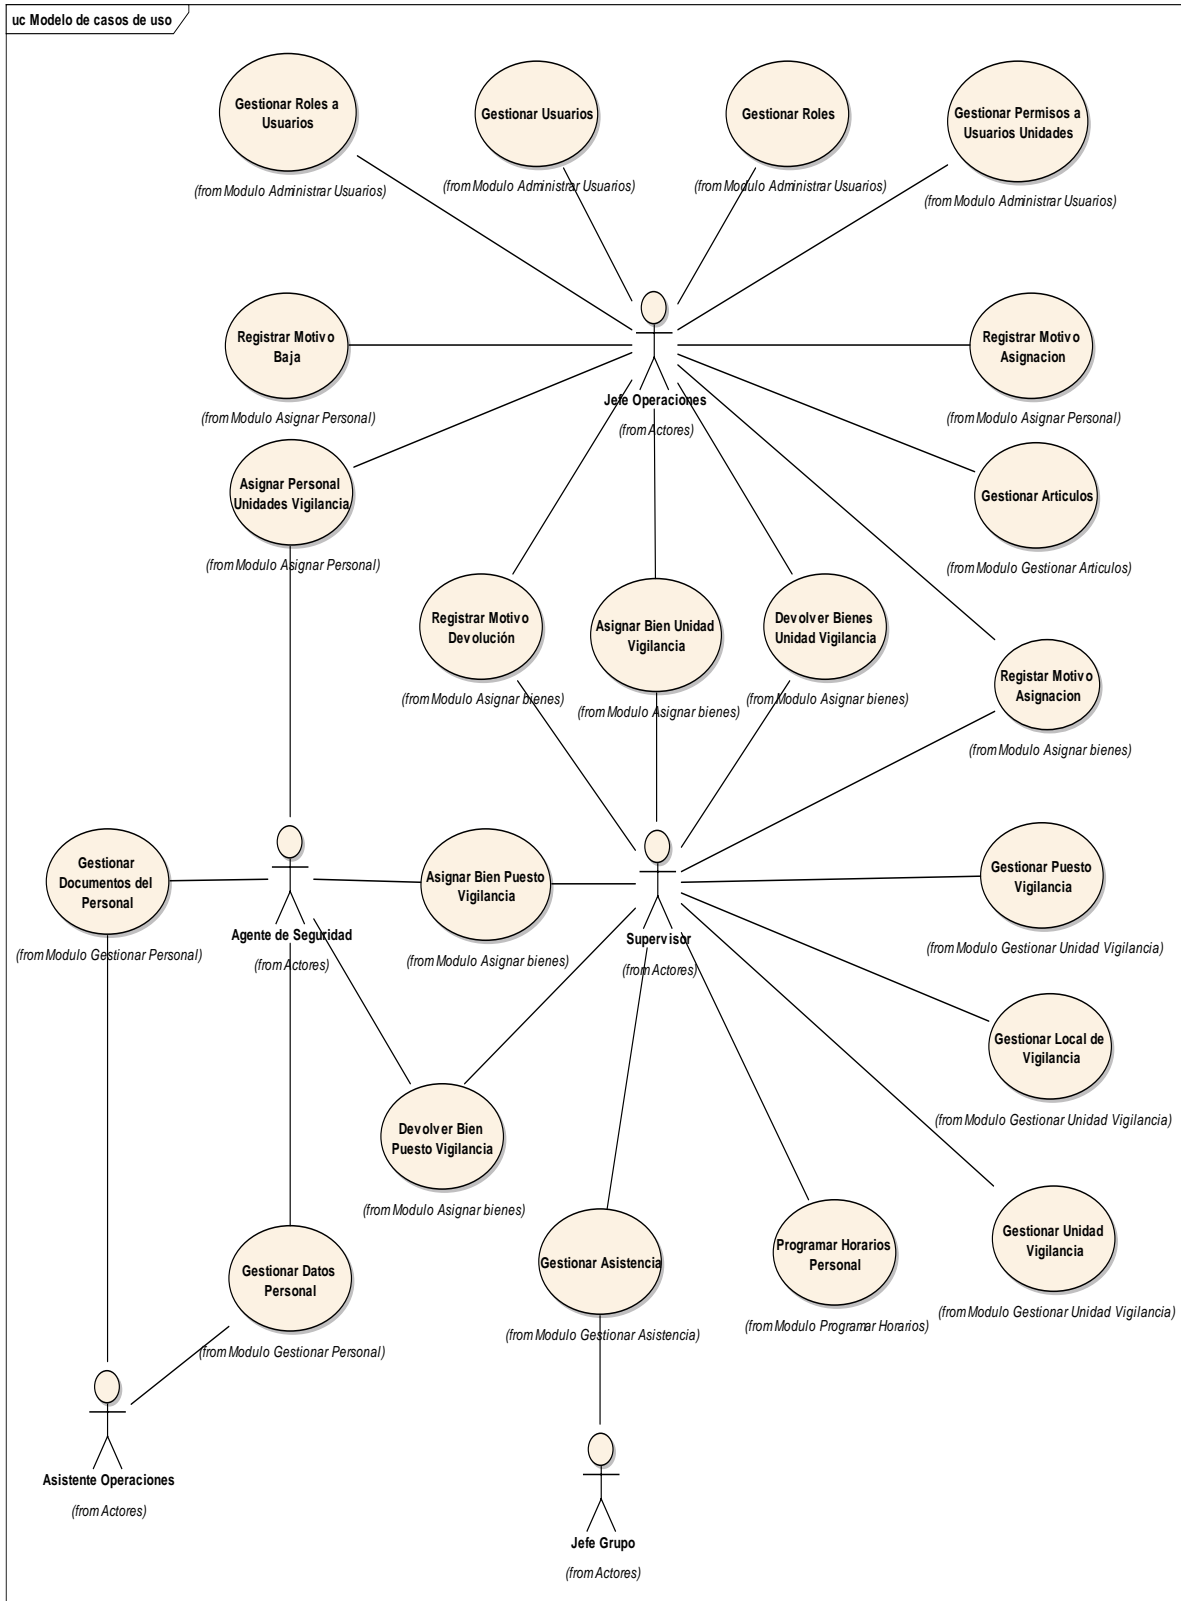 uc Modelo de casos de uso
Gestionar Roles a
Usuarios
(from Modulo Administrar Usuarios)
Gestionar Usuarios
(from Modulo Administrar Usuarios)
Gestionar Roles
(from Modulo Administrar Usuarios)
Gestionar Permisos a
Usuarios Unidades
(from Modulo Administrar Usuarios)
Registrar Motivo
Baja
(from Modulo Asignar Personal)
Jefe Operaciones
(from Actores)
Registrar Motivo
Asignacion
(from Modulo Asignar Personal)
Asignar Personal
Unidades Vigilancia
(from Modulo Asignar Personal)
Gestionar Articulos
(from Modulo Gestionar Articulos)
Registrar Motivo
Devolución
(from Modulo Asignar bienes)
Asignar Bien Unidad
Vigilancia
(from Modulo Asignar bienes)
Devolver Bienes
Unidad Vigilancia
(from Modulo Asignar bienes)
Registar Motivo
Asignacion
(from Modulo Asignar bienes)
Gestionar
Documentos del
Personal
(from Modulo Gestionar Personal)
Agente de Seguridad
(from Actores)
Asignar Bien Puesto
Vigilancia
(from Modulo Asignar bienes)
Supervisor
(from Actores)
Gestionar Puesto
Vigilancia
(from Modulo Gestionar Unidad Vigilancia)
Gestionar Local de
Vigilancia
(from Modulo Gestionar Unidad Vigilancia)
Devolver Bien
Puesto Vigilancia
(from Modulo Asignar bienes)
Gestionar Datos
Personal
(from Modulo Gestionar Personal)
Gestionar Asistencia
(from Modulo Gestionar Asistencia)
Programar Horarios
Personal
(from Modulo Programar Horarios)
Gestionar Unidad
Vigilancia
(from Modulo Gestionar Unidad Vigilancia)
Asistente Operaciones
(from Actores)
Jefe Grupo
(from Actores)